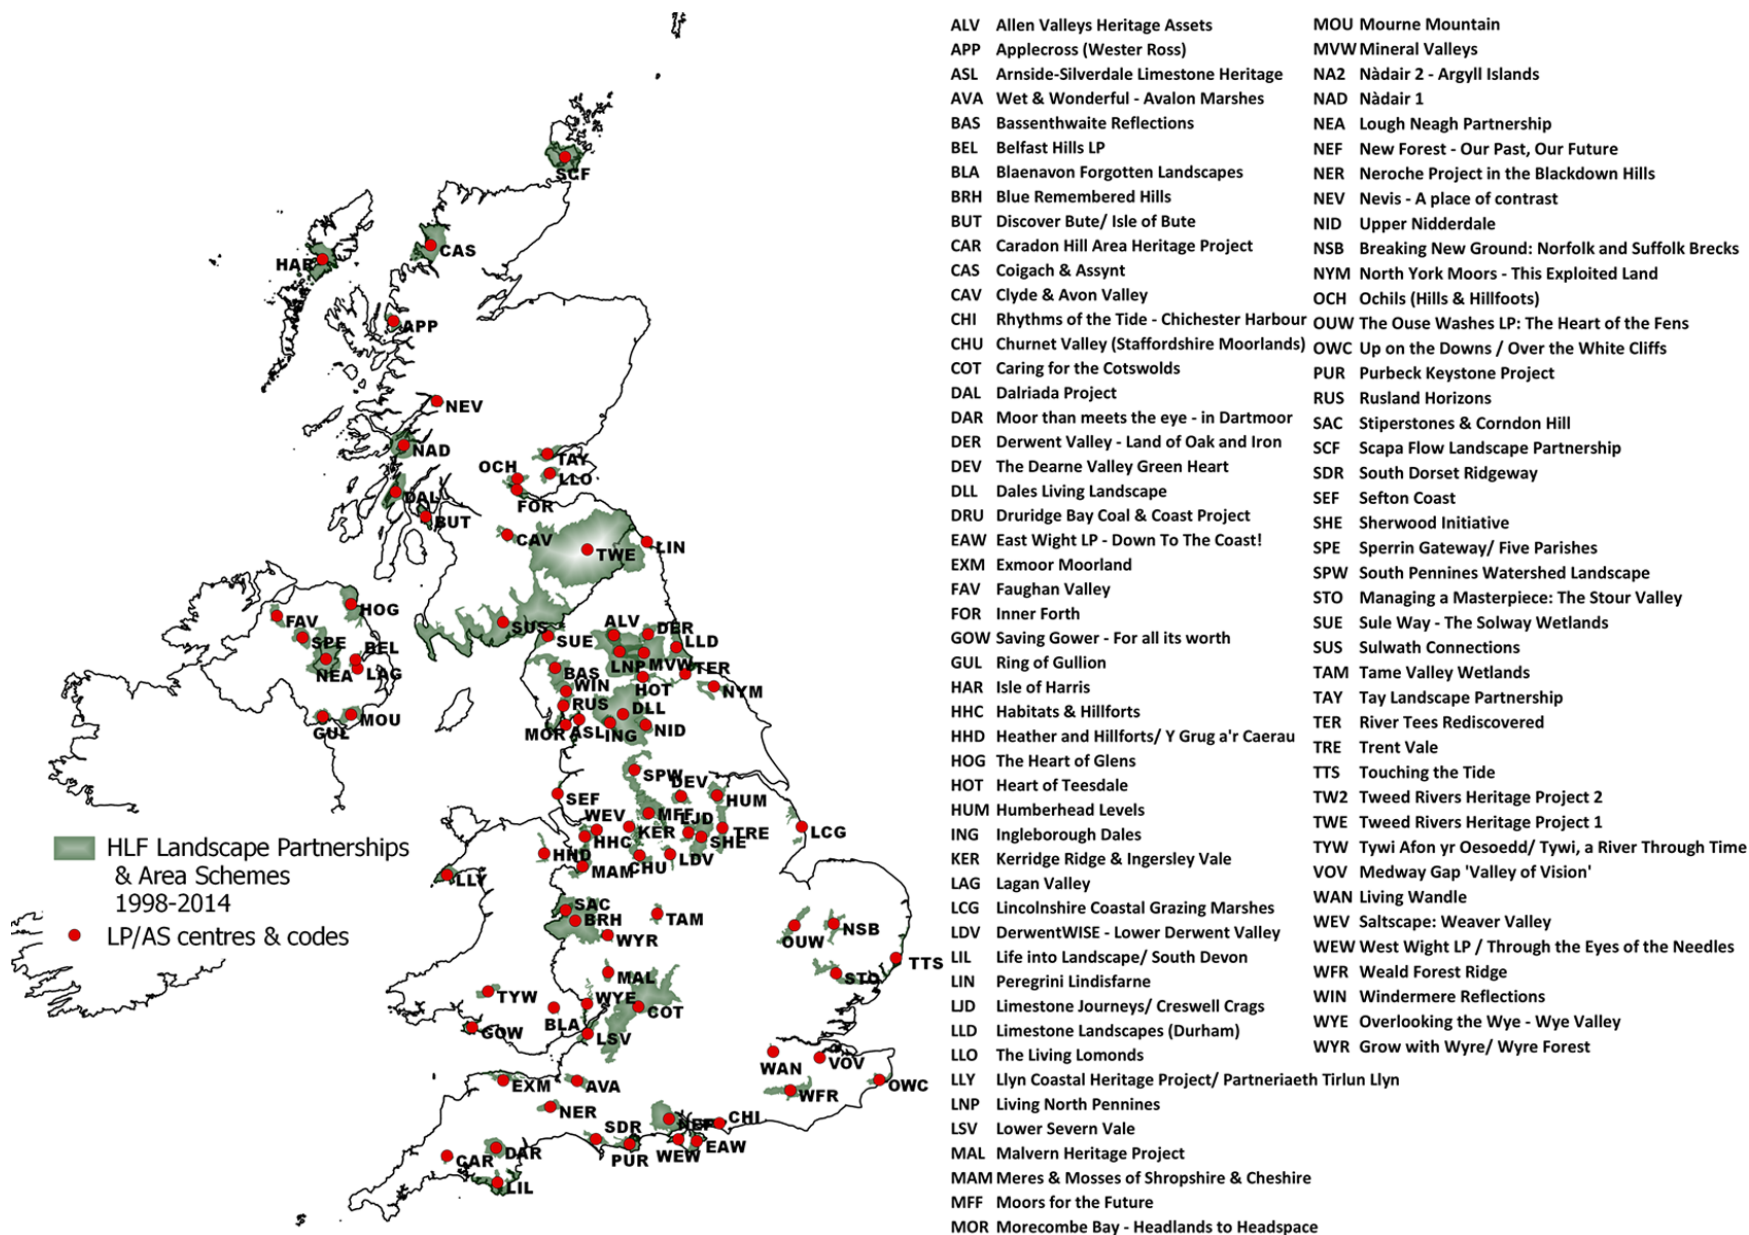 SCF
CAS
HAR
APP
NEV
NAD
TAY
OCH
LLO
DAL
FOR
BUT
CAV
TWE
LIN
HOG
FAV
SUS
SPE
BEL
SUE
ALV
DER
LLD
NEA
LAG
BAS
LNP
MVW
TER
WIN
HOT
NYM
RUS
DLL
MOU
GUL
MOR
ASL
ING
NID
SPW
DEV
SEF
HUM
WEV
MFF
LJD
KER
TRE
LCG
HHC
SHE
HHD
LDV
MAM
CHU
LLY
SAC
BRH
TAM
WYR
OUW
NSB
TTS
MAL
STO
TYW
WYE
COT
BLA
GOW
LSV
WAN
VOV
EXM
AVA
WFR
OWC
NER
SDR
NEF
CHI
DAR
CAR
PUR
WEW
EAW
LIL
HLF Landscape Partnerships
& Area Schemes
1998-2014
LP/AS centres & codes
ALV Allen Valleys Heritage Assets
APP Applecross (Wester Ross)
ASL Arnside-Silverdale Limestone Heritage
AVA Wet & Wonderful - Avalon Marshes
BAS Bassenthwaite Reflections
BEL Belfast Hills LP
BLA Blaenavon Forgotten Landscapes
BRH Blue Remembered Hills
BUT Discover Bute/ Isle of Bute
CAR Caradon Hill Area Heritage Project
CAS Coigach & Assynt
CAV Clyde & Avon Valley
CHI Rhythms of the Tide - Chichester Harbour
CHU Churnet Valley (Staffordshire Moorlands)
COT Caring for the Cotswolds
DAL Dalriada Project
DAR Moor than meets the eye - in Dartmoor
DER Derwent Valley - Land of Oak and Iron
DEV The Dearne Valley Green Heart
DLL Dales Living Landscape
DRU Druridge Bay Coal & Coast Project
EAW East Wight LP - Down To The Coast!
EXM Exmoor Moorland
FAV Faughan Valley
FOR Inner Forth
GOW Saving Gower - For all its worth
GUL Ring of Gullion
HAR Isle of Harris
HHC Habitats & Hillforts
HHD Heather and Hillforts/ Y Grug a'r Caerau
HOG The Heart of Glens
HOT Heart of Teesdale
HUM Humberhead Levels
ING Ingleborough Dales
KER Kerridge Ridge & Ingersley Vale
LAG Lagan Valley
LCG Lincolnshire Coastal Grazing Marshes
LDV DerwentWISE - Lower Derwent Valley
LIL Life into Landscape/ South Devon
LIN Peregrini Lindisfarne
LJD Limestone Journeys/ Creswell Crags
LLD Limestone Landscapes (Durham)
LLO The Living Lomonds
LLY Llyn Coastal Heritage Project/ Partneriaeth Tirlun Llyn
LNP Living North Pennines
LSV Lower Severn Vale
MAL Malvern Heritage Project
MAM Meres & Mosses of Shropshire & Cheshire
MFF Moors for the Future
MOR Morecombe Bay - Headlands to Headspace
MOU Mourne Mountain
MVW Mineral Valleys
NA2 Nàdair 2 - Argyll Islands
NAD Nàdair 1
NEA Lough Neagh Partnership
NEF New Forest - Our Past, Our Future
NER Neroche Project in the Blackdown Hills
NEV Nevis - A place of contrast
NID Upper Nidderdale
NSB Breaking New Ground: Norfolk and Suffolk Brecks
NYM North York Moors - This Exploited Land
OCH Ochils (Hills & Hillfoots)
OUW The Ouse Washes LP: The Heart of the Fens
OWC Up on the Downs / Over the White Cliffs
PUR Purbeck Keystone Project
RUS Rusland Horizons
SAC Stiperstones & Corndon Hill
SCF Scapa Flow Landscape Partnership
SDR South Dorset Ridgeway
SEF Sefton Coast
SHE Sherwood Initiative
SPE Sperrin Gateway/ Five Parishes
SPW South Pennines Watershed Landscape
STO Managing a Masterpiece: The Stour Valley
SUE Sule Way - The Solway Wetlands
SUS Sulwath Connections
TAM Tame Valley Wetlands
TAY Tay Landscape Partnership
TER River Tees Rediscovered
TRE Trent Vale
TTS Touching the Tide
TW2 Tweed Rivers Heritage Project 2
TWE Tweed Rivers Heritage Project 1
TYW Tywi Afon yr Oesoedd/ Tywi, a River Through Time
VOV Medway Gap 'Valley of Vision'
WAN Living Wandle
WEV Saltscape: Weaver Valley
WEW West Wight LP / Through the Eyes of the Needles
WFR Weald Forest Ridge
WIN Windermere Reflections
WYE Overlooking the Wye - Wye Valley
WYR Grow with Wyre/ Wyre Forest